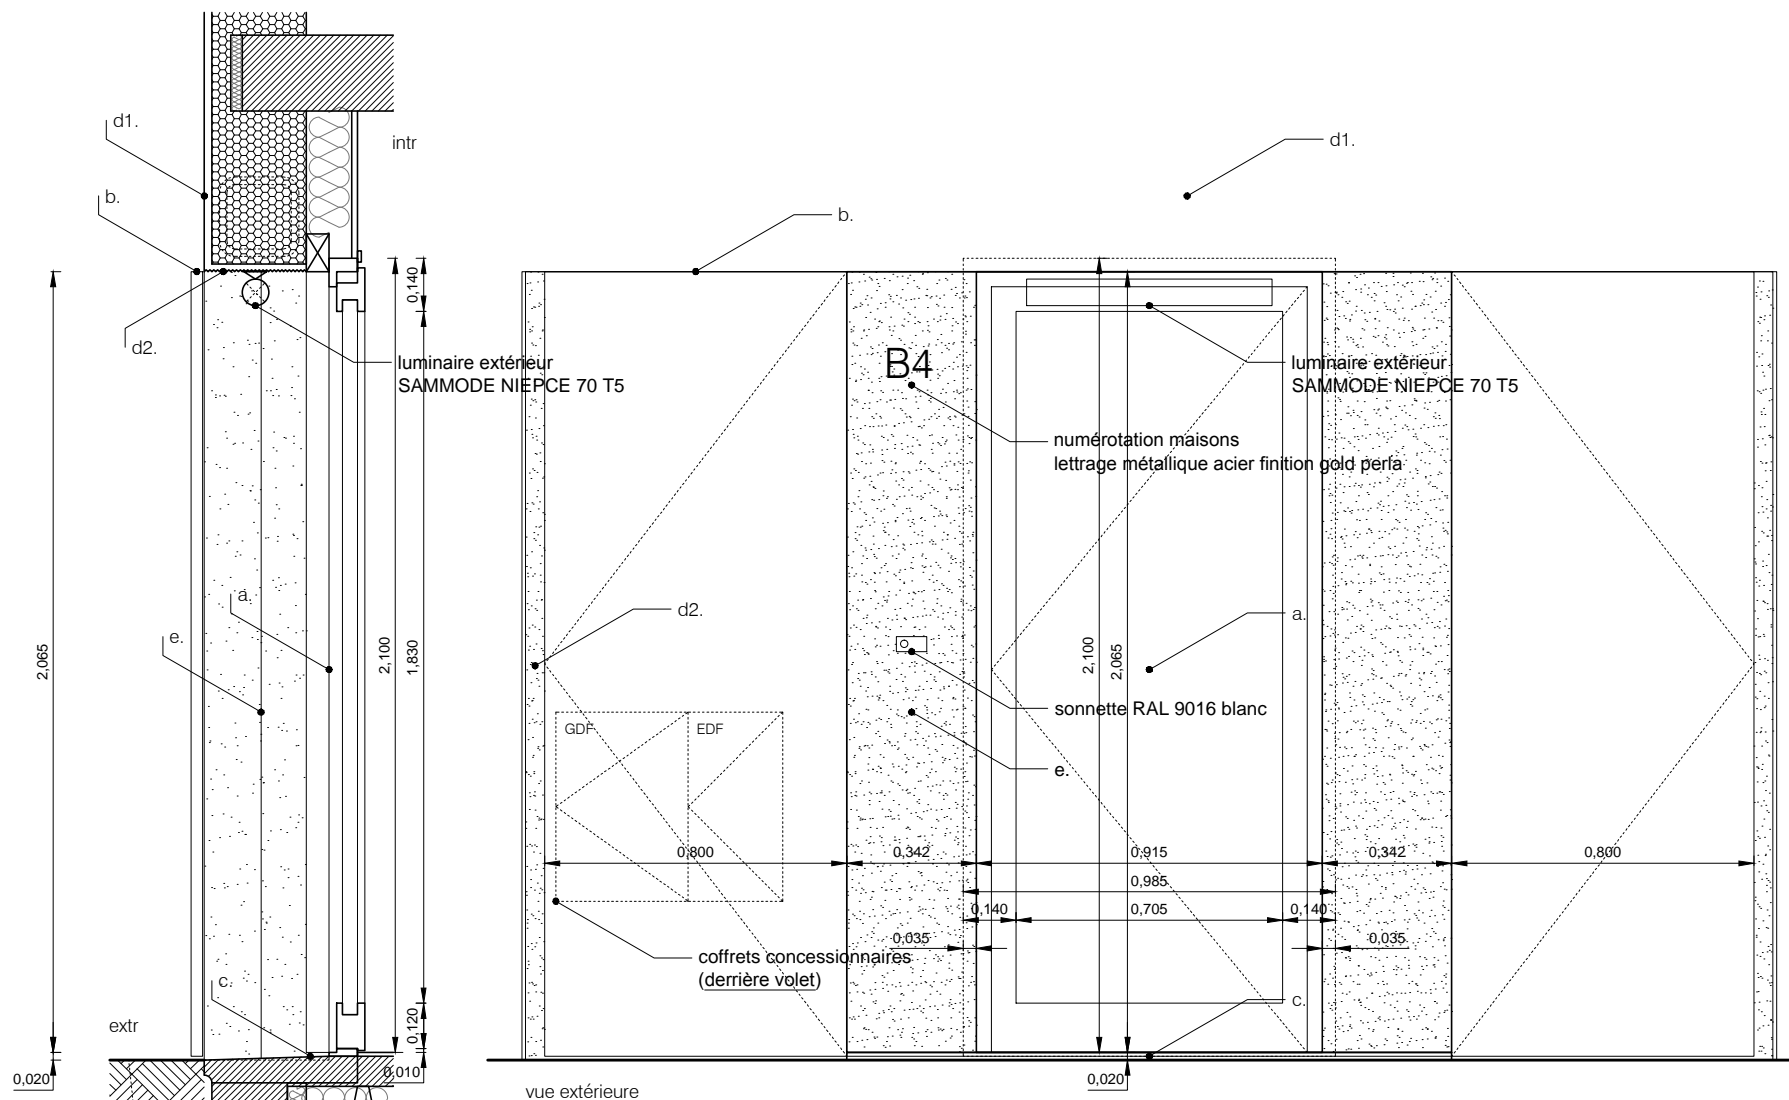 d1.
b.
d2.
intr
0,140
luminaire extérieur
SAMMODE NIEPCE 70 T5
a.
e.
2,065
2,100
1,830
c.
extr
0,120
0,020
0,010
d1.
b.
B4
luminaire extérieur
SAMMODE NIEPCE 70 T5
numérotation maisons
lettrage métallique acier finition gold perla
d2.
a.
2,100
2,065
sonnette RAL 9016 blanc
GDF
EDF
e.
0,800
0,342
0,915
0,342
0,800
0,985
0,140
0,705
0,140
0,035
0,035
coffrets concessionnaires
(derrière volet)
c.
0,020
vue extérieure